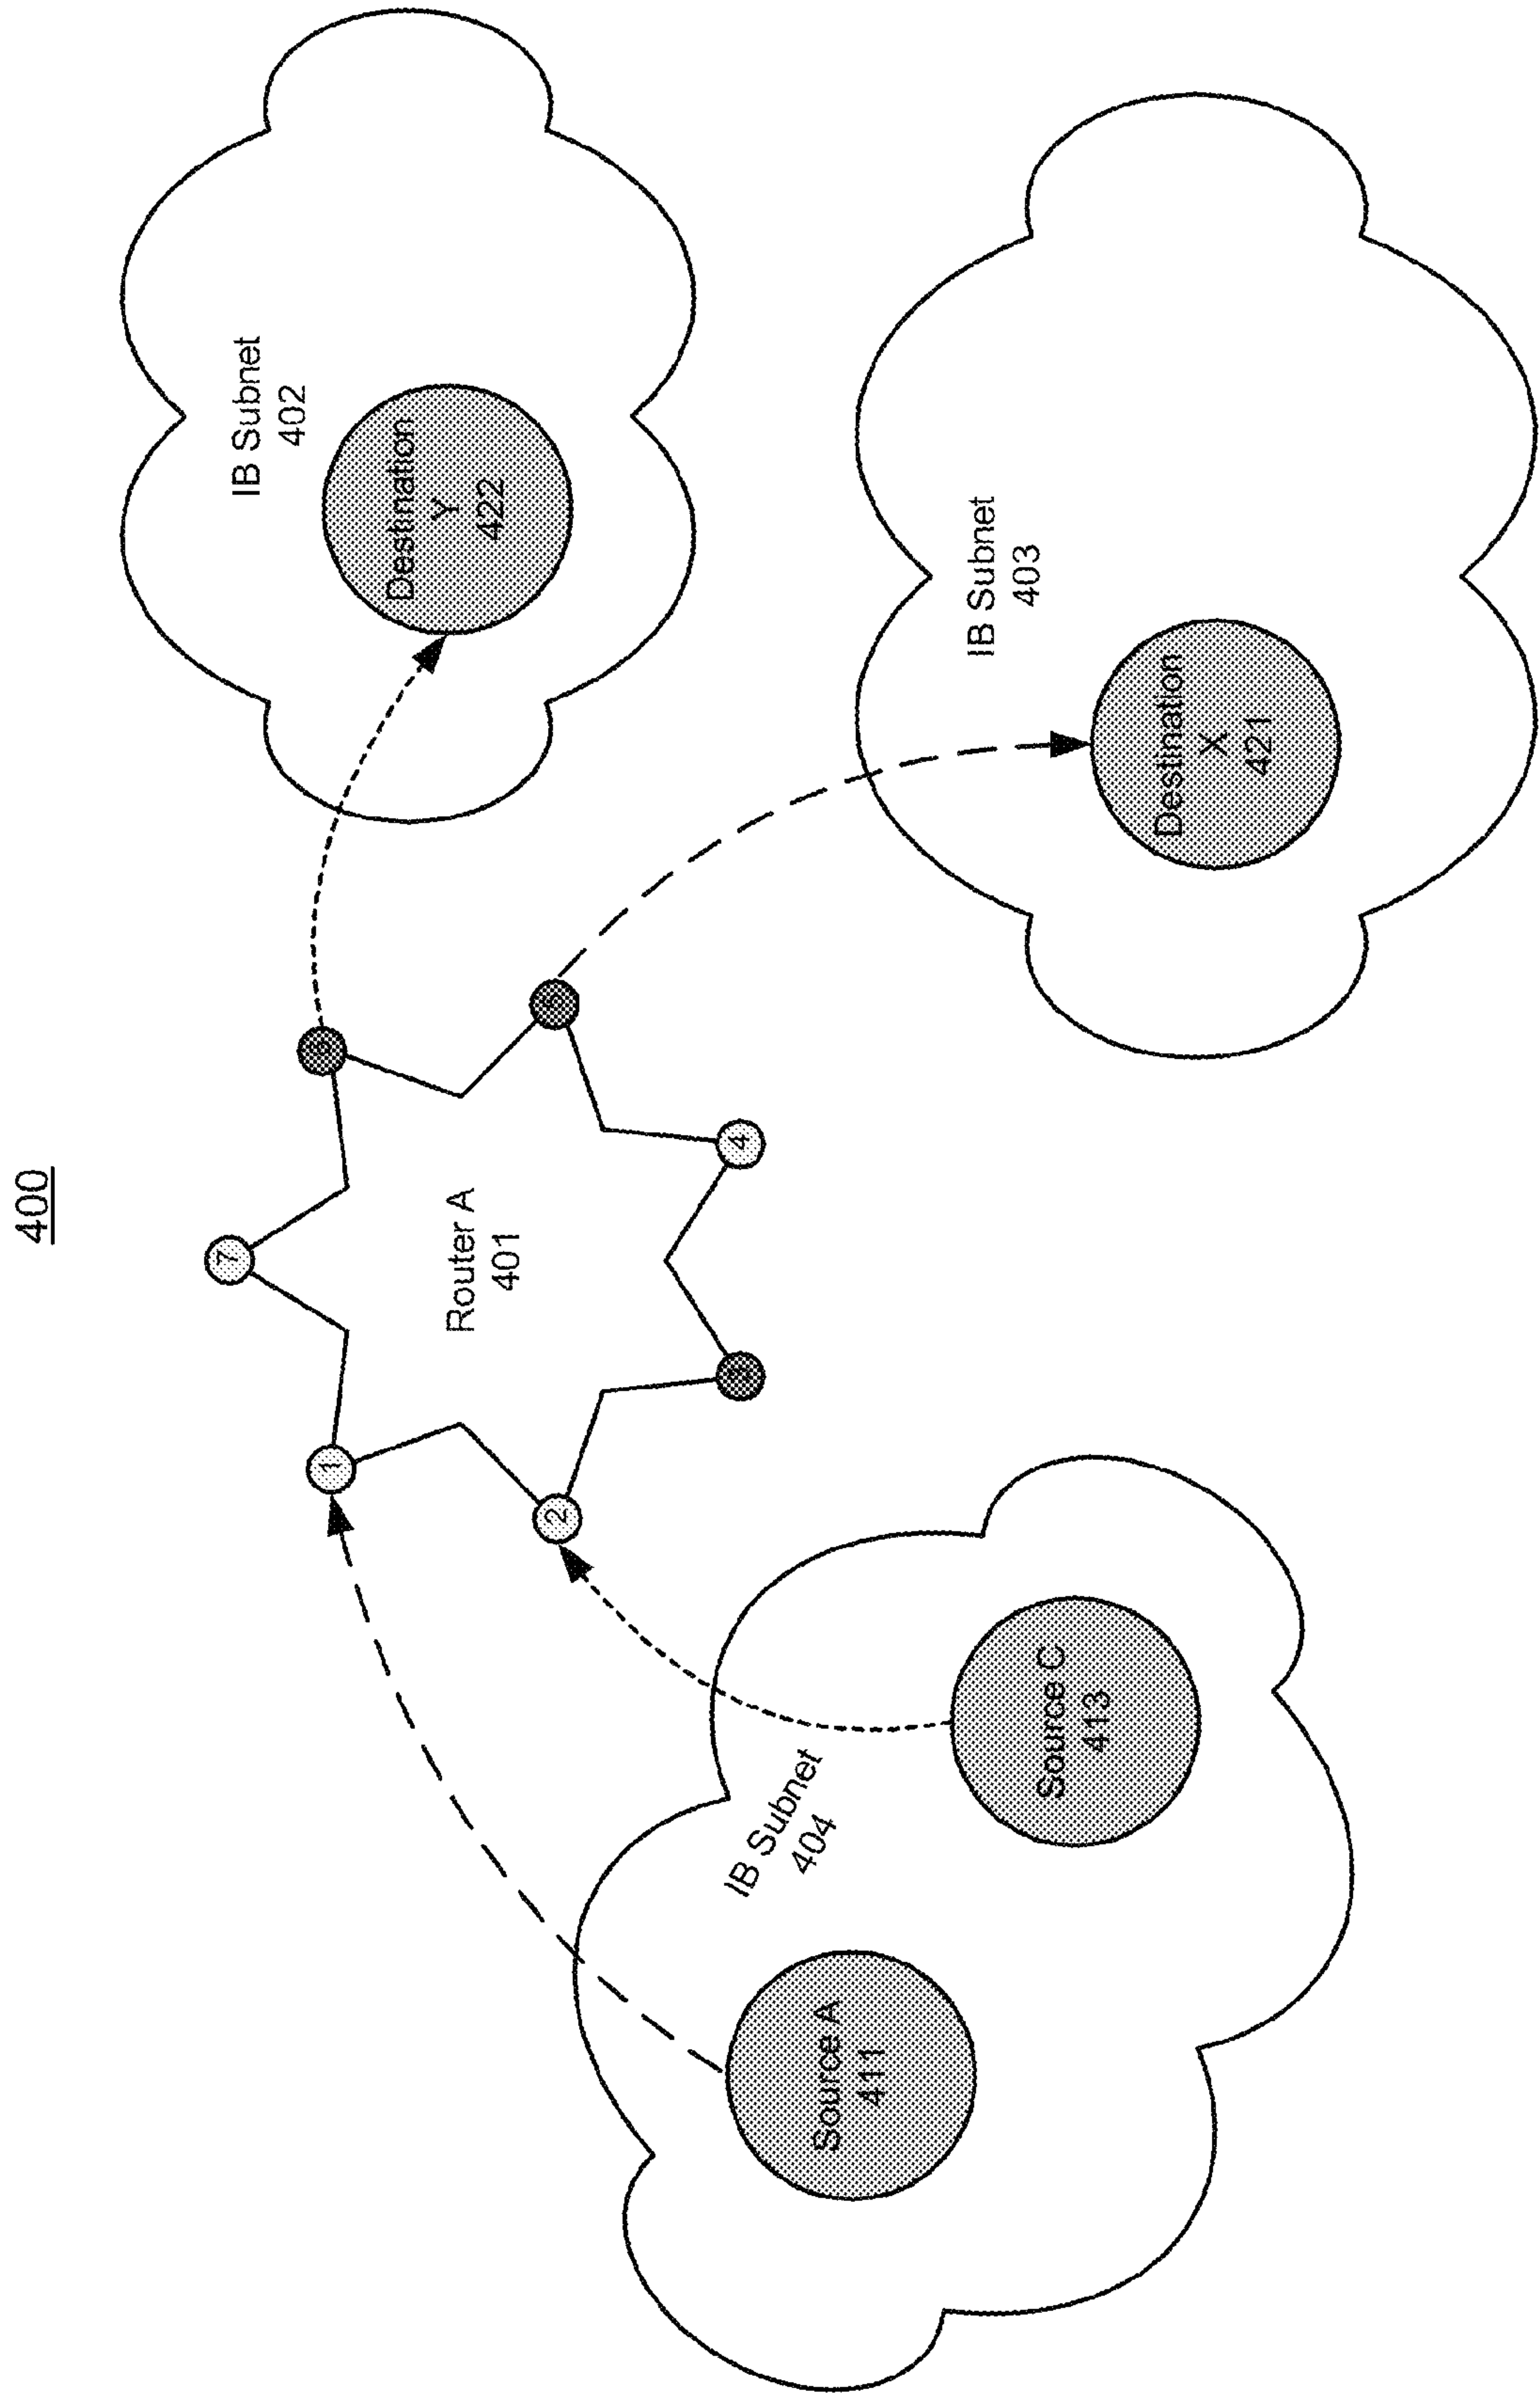 400
7
IB Subnet
402
1
Destination
Y
422
Router A
401
2
4
IB Subnet
404
Source A
411
IB Subnet
403
Source C
413
Destination
X
421